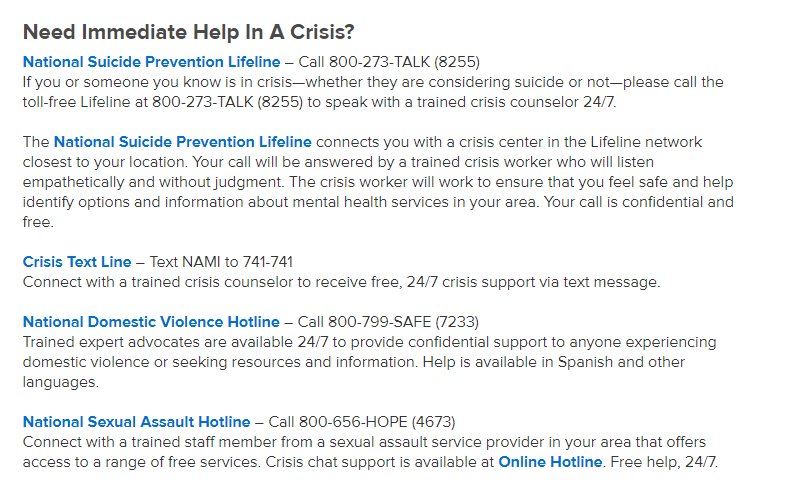 Need Immediate Help In A Crisis?
National Suicide Prevention Lifeline – Call 800-273-TALK (8255)
If you or someone you know is in crisis—whether they are considering suicide or not—please call the
toll-free Lifeline at 800-273-TALK (8255) to speak with a trained crisis counselor 24/7.
The National Suicide Prevention Lifeline connects you with a crisis center in the Lifeline network
closest to your location. Your call will be answered by a trained crisis worker who will listen
empathetically and without judgment. The crisis worker will work to ensure that you feel safe and help
identify options and information about mental health services in your area. Your call is confidential and
free.
Crisis Text Line – Text NAMI to 741-741
Connect with a trained crisis counselor to receive free, 24/7 crisis support via text message.
National Domestic Violence Hotline – Call 800-799-SAFE (7233)
Trained expert advocates are available 24/7 to provide confidential support to anyone experiencing
domestic violence or seeking resources and information. Help is available in Spanish and other
languages.
National Sexual Assault Hotline – Call 800-656-HOPE (4673)
Connect with a trained staff member from a sexual assault service provider in your area that offers
access to a range of free services. Crisis chat support is available at Online Hotline. Free help, 24/7.